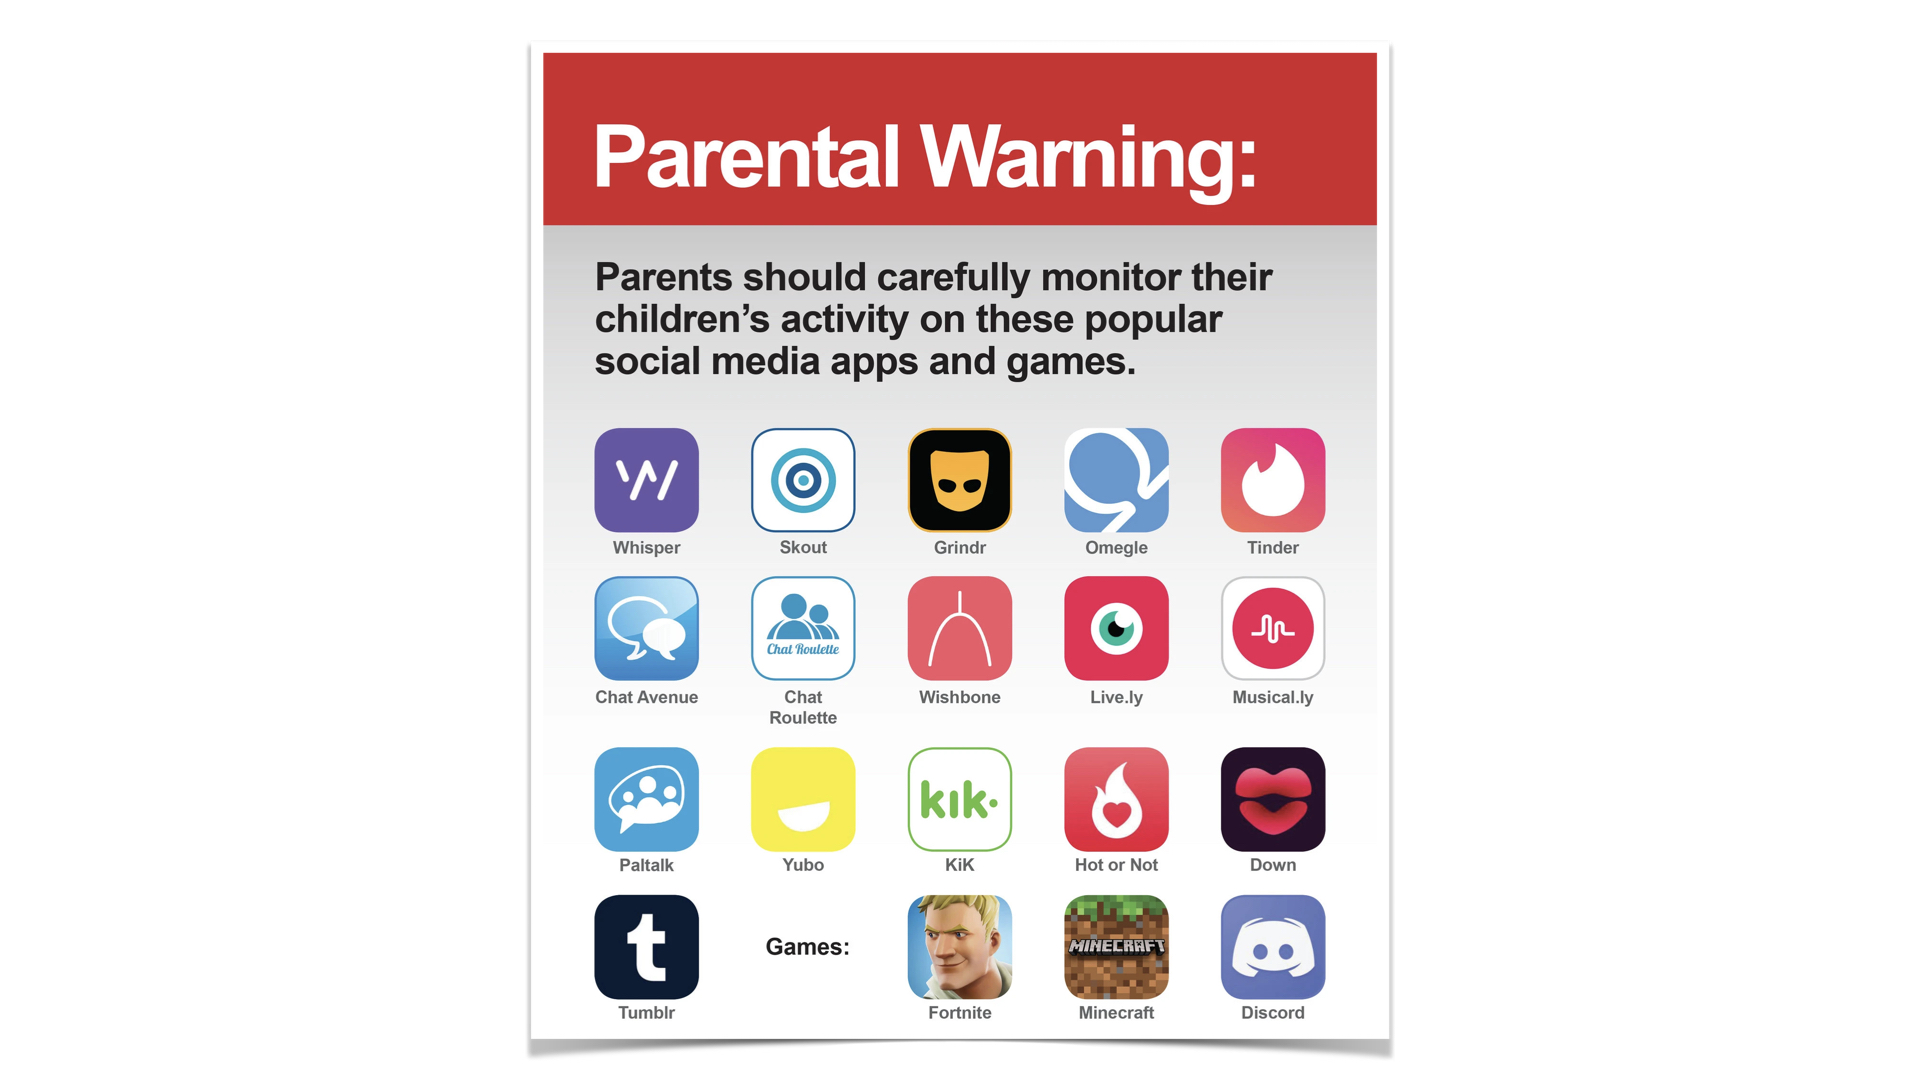 Parental Warning:
Parents should carefully monitor their
children’s activity on these popular
social media apps and games.
Whisper
Skout
Grindr
Omegle
Tinder
Chat Roulette
Chat Avenue
Chat
Roulette
Wishbone
Live.ly
Musical.ly
kik.
Paltalk
Yubo
KiK
Hot or Not
Down
t
Games:
MINECRAFT
Tumblr
Fortnite
Minecraft
Discord